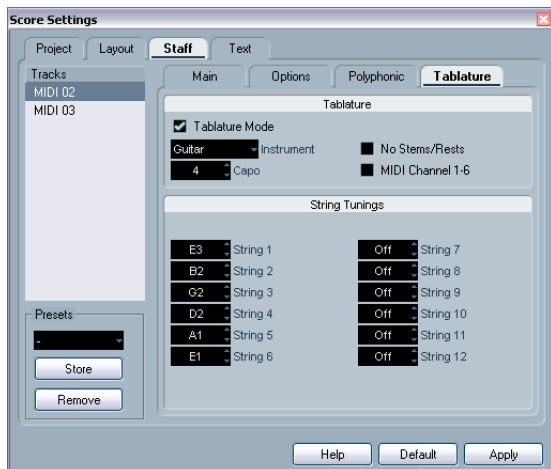 Score Settings
Project Layout Staff Text
Tracks
MIDI 02
MIDI 03
Main Options Polyphonic Tablature
Tablature
Tablature Mode
Guitar Instrument No Stems/Rests
4 Capo MIDI Channel 1-6
String Tunings
E3 String 1 Off String 7
B2 String 2 Off String 8
G2 String 3 Off String 9
D2 String 4 Off String 10
A1 String 5 Off String 11
E1 String 6 Off String 12
Presets
-
Store
Remove
Help Default Apply